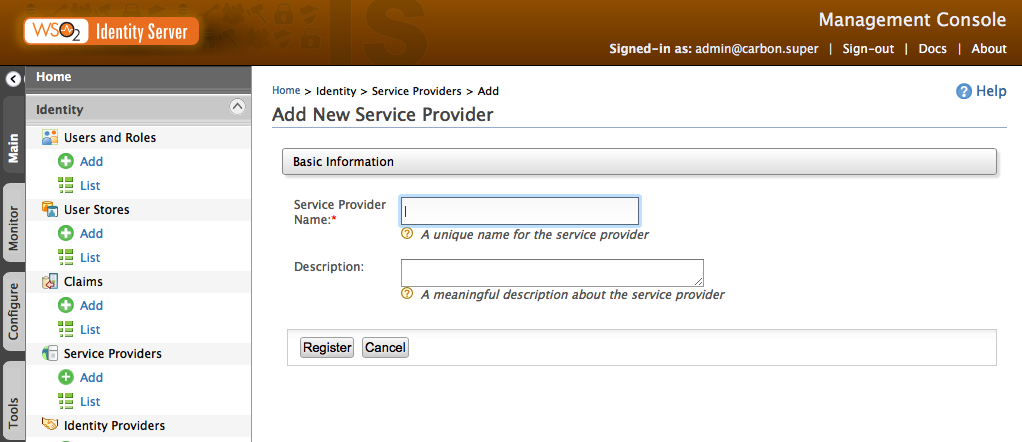 WSO2 Identity Server
Management Console
Signed-in as: admin@carbon.super | Sign-out | Docs | About
Main
Monitor
Configure
Tools
Home
Identity
Users and Roles
Add
List
User Stores
Add
List
Claims
Add
List
Service Providers
Add
List
Identity Providers
Home > Identity > Service Providers > Add
Help
Add New Service Provider
Basic Information
Service Provider
Name:*
A unique name for the service provider
Description:
A meaningful description about the service provider
Register Cancel